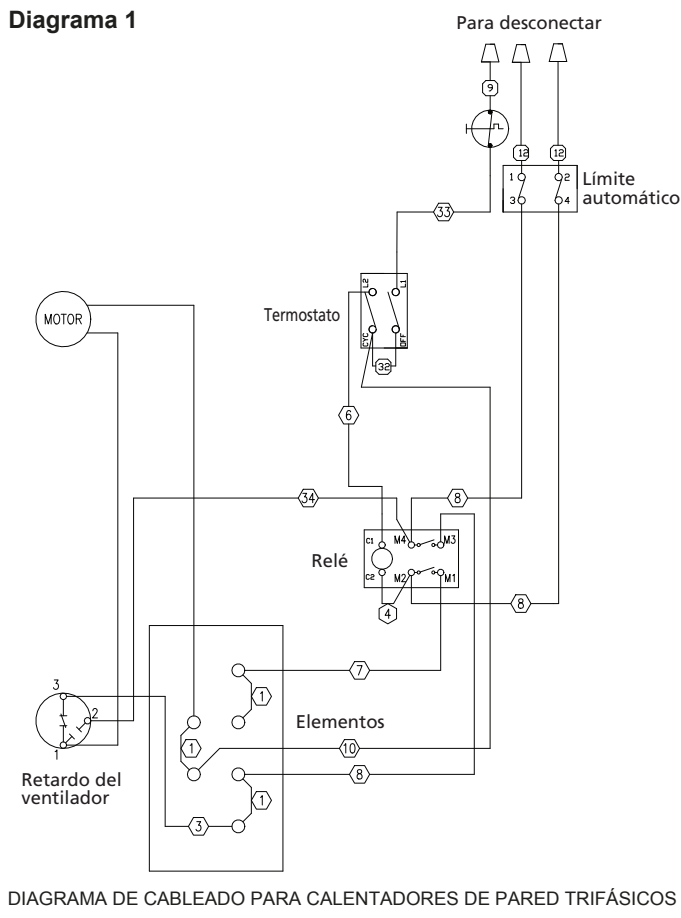 Diagrama 1
Para desconectar
9
12
12
1
2
3
4
Límite
automático
33
L2
L1
Termostato
CYC
OFF
32
MOTOR
6
34
8
C1
M4
M3
Relé
C2
M2
M1
4
8
7
3
1
2
Elementos
1
10
1
8
1
3
1
Retardo del
ventilador
DIAGRAMA DE CABLEADO PARA CALENTADORES DE PARED TRIFÁSICOS